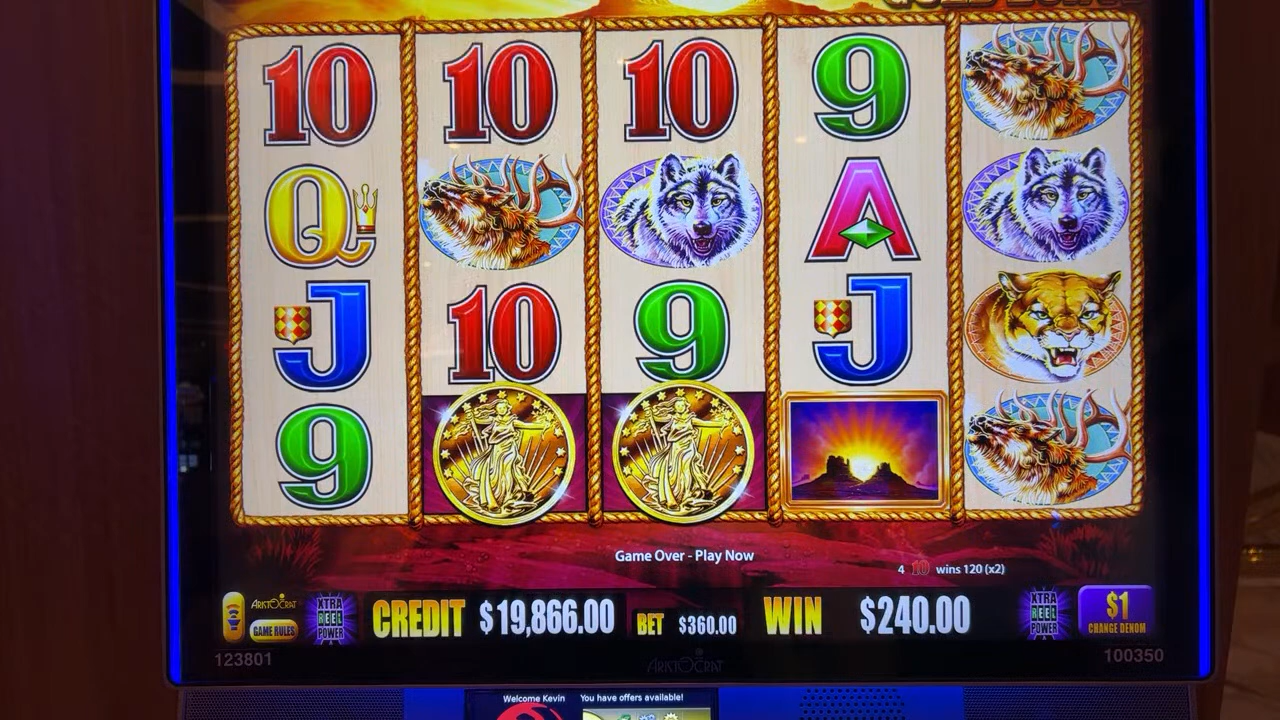 10 10 10 9
Q A
10
J 9 J
9
Game Over - Play Now
4 10 wins 120 (x2)
ARISTOCRAT
GAME RULES
XTRA
REEL
POWER
CREDIT $19,866.00
BET $360.00
WIN $240.00
XTRA
REEL
POWER
$1
CHANGE DENOM
123801
ARISTOCRAT
100350
Welcome Kevin
You have offers available!